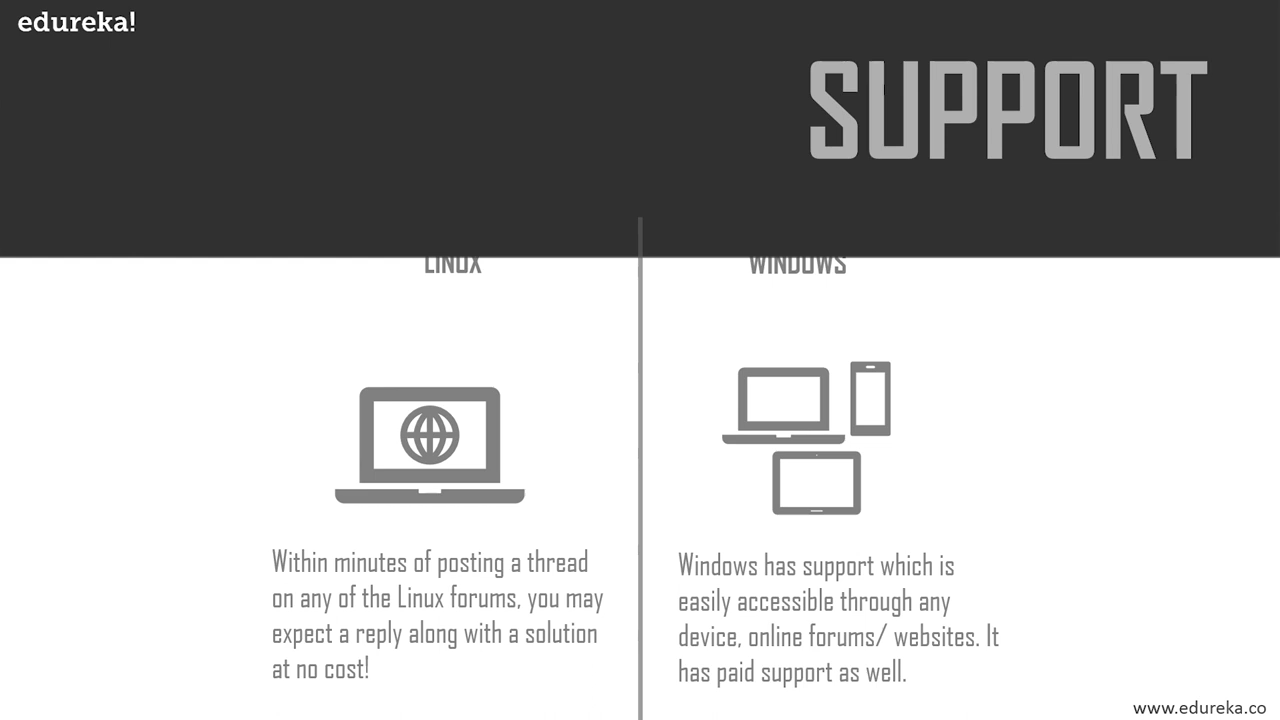 edureka!
SUPPORT
LINUX
WINDOWS
Within minutes of posting a thread
on any of the Linux forums, you may
expect a reply along with a solution
at no cost!
Windows has support which is
easily accessible through any
device, online forums/ websites. It
has paid support as well.
www.edureka.co